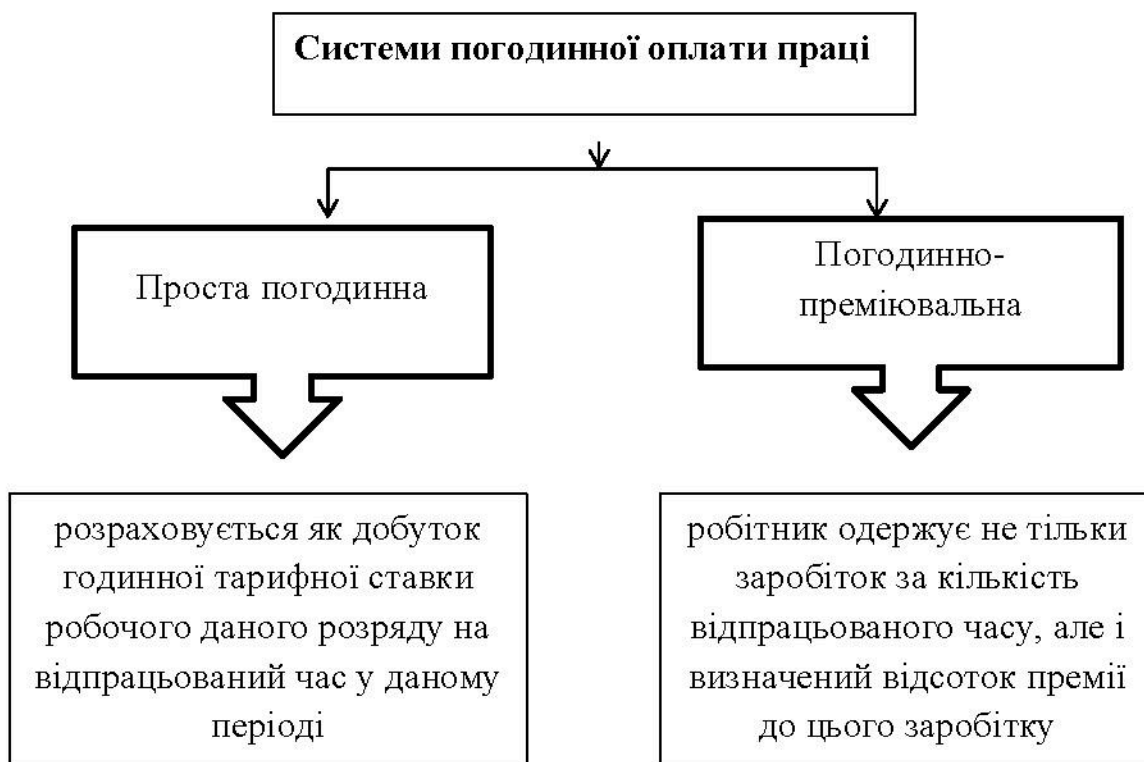 Системи погодинної оплати праці
Проста погодинна
Погодинно-
преміювальна
розраховується як добуток
годинної тарифної ставки
робочого даного розряду на
відпрацьований час у даному
періоді
робітник одержує не тільки
заробіток за кількість
відпрацьованого часу, але і
визначений відсоток премії
до цього заробітку